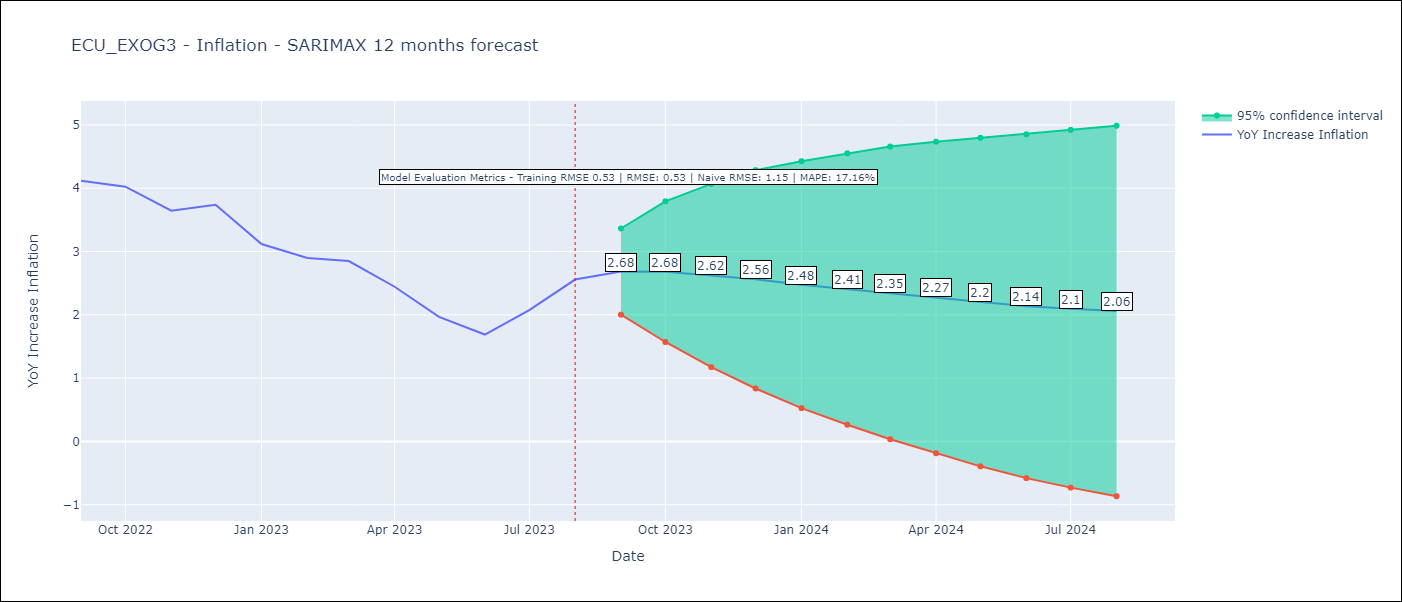 ECU_EXOG3 - Inflation - SARIMAX 12 months forecast
95% confidence interval
YoY Increase Inflation
Model Evaluation Metrics - Training RMSE 0.53 | RMSE: 0.53 | Naive RMSE: 1.15 | MAPE: 17.16%
YoY Increase Inflation
5
4
3
2
1
0
−1
2.68
2.68
2.62
2.56
2.48
2.41
2.35
2.27
2.2
2.14
2.1
2.06
Oct 2022
Jan 2023
Apr 2023
Jul 2023
Oct 2023
Jan 2024
Apr 2024
Jul 2024
Date